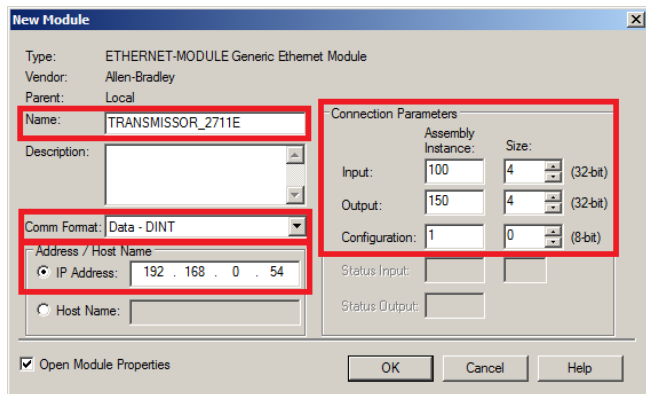 New Module
Type: ETHERNET-MODULE Generic Ethernet Module
Vendor: Allen-Bradley
Parent: Local
Name: TRANSMISSOR_2711E
Description:
Comm Format: Data - DINT
Address / Host Name
IP Address: 192 . 168 . 0 . 54
Host Name:
Connection Parameters
Assembly
Instance: Size:
Input: 100 4 (32-bit)
Output: 150 4 (32-bit)
Configuration: 1 0 (8-bit)
Status Input:
Status Output:
Open Module Properties
OK Cancel Help